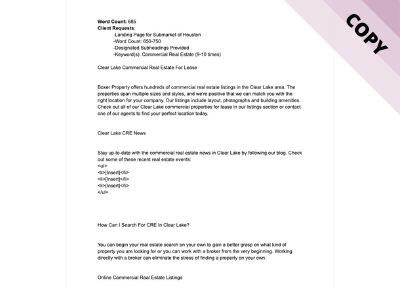 COPY
Word Count: 685
Client Requests:
-Landing Page for Submarket of Houston
-Word Count: 650-750
-Designated Subheadings Provided
-Keyword(s): Commercial Real Estate (5-10 times)
Clear Lake Commercial Real Estate For Lease
Boxer Property offers hundreds of commercial real estate listings in the Clear Lake area. The
properties span multiple sizes and styles, and we're positive that we can match you with the
right location for your company. Our listings include layout, photographs and building amenities.
Check out all of our Clear Lake commercial properties for lease in our listings section or contact
one of our agents to find your perfect location today.
Clear Lake CRE News
Stay up-to-date with the commercial real estate news in Clear Lake by following our blog. Check
out some of these recent real estate events:
<ul>
<li>[insert]</li>
<li>[insert]</li>
<li>[insert]</li>
</ul>
How Can I Search For CRE in Clear Lake?
You can begin your real estate search on your own to gain a better grasp on what kind of
property you are looking for or you can work with a broker from the very beginning. Working
directly with a broker can eliminate the stress of finding a property on your own.
Online Commercial Real Estate Listings